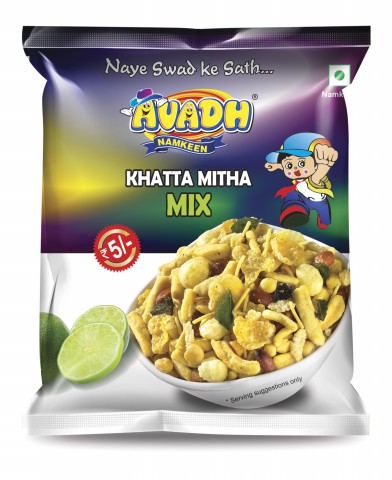 Naye Swad ke Sath...
AVADH®
NAMKEEN
KHATTA MITHA
MIX
₹ 5/-
* Serving suggestions only